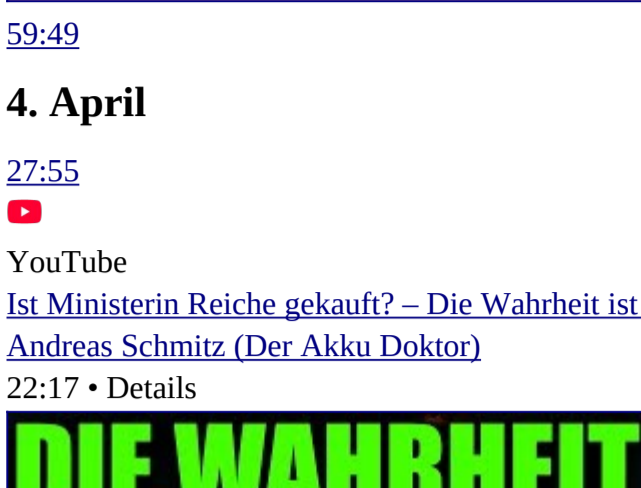 59:49
4. April
27:55
YouTube
Ist Ministerin Reiche gekauft? – Die Wahrheit ist
Andreas Schmitz (Der Akku Doktor)
22:17 • Details
DIE WAHRHEIT